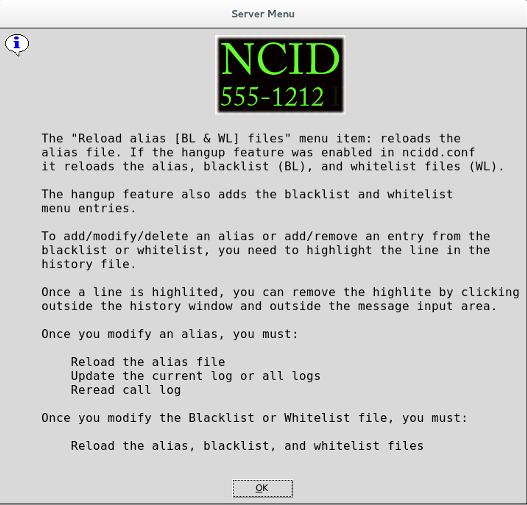 Server Menu
NCID
555-1212
The "Reload alias [BL & WL] files" menu item: reloads the
alias file. If the hangup feature was enabled in ncidd.conf
it reloads the alias, blacklist (BL), and whitelist files (WL).
The hangup feature also adds the blacklist and whitelist
menu entries.
To add/modify/delete an alias or add/remove an entry from the
blacklist or whitelist, you need to highlight the line in the
history file.
Once a line is highlited, you can remove the highlite by clicking
outside the history window and outside the message input area.
Once you modify an alias, you must:
Reload the alias file
Update the current log or all logs
Reread call log
Once you modify the Blacklist or Whitelist file, you must:
Reload the alias, blacklist, and whitelist files
OK